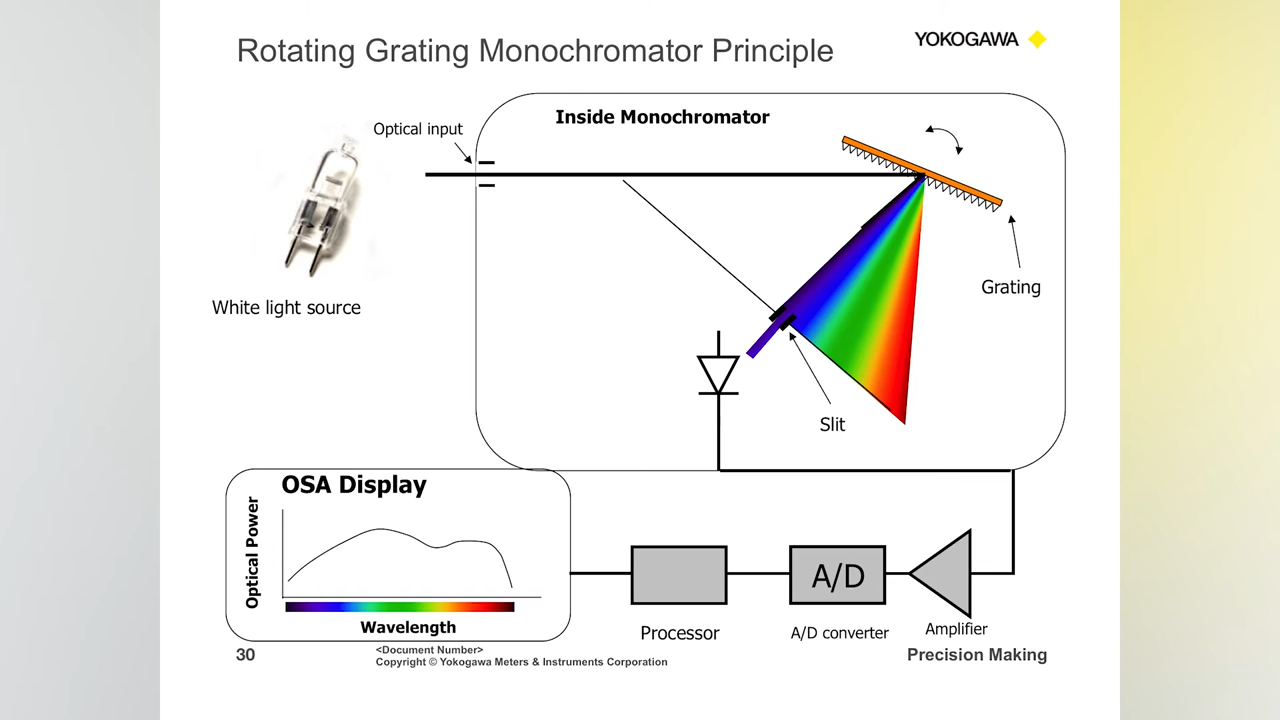 Rotating Grating Monochromator Principle
YOKOGAWA
Inside Monochromator
Optical input
White light source
Grating
Slit
OSA Display
Optical Power
Wavelength
A/D
Processor
A/D converter
Amplifier
30
<Document Number>
Copyright © Yokogawa Meters & Instruments Corporation
Precision Making